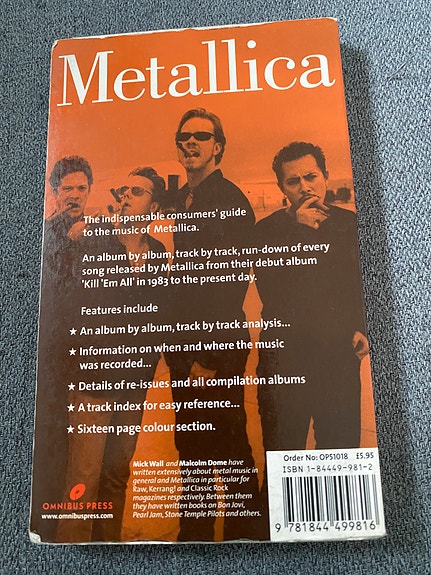 Metallica
The indispensable consumers' guide
to the music of Metallica.
An album by album, track by track, run-down of every
song released by Metallica from their debut album
'Kill 'Em All' in 1983 to the present day.
Features include
★ An album by album, track by track analysis...
★ Information on when and where the music
was recorded...
★ Details of re-issues and all compilation albums
★ A track index for easy reference...
★ Sixteen page colour section.
Mick Wall and Malcolm Dome have
written extensively about metal music in
general and Metallica in particular for
Raw, Kerrang! and Classic Rock
magazines respectively. Between them
they have written books on Bon Jovi,
Pearl Jam, Stone Temple Pilots and others.
OMNIBUS PRESS
www.omnibuspress.com
Order No: OP51018 £5.95
ISBN 1-84449-981-2
9 781844 499816